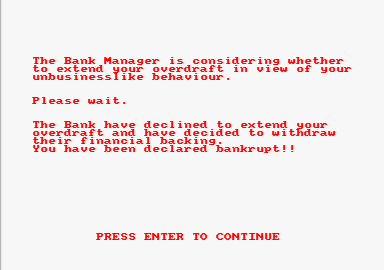 The Bank Manager is considering whether
to extend your overdraft in view of your
unbusinesslike behaviour.
Please wait.
The Bank have declined to extend your
overdraft and have decided to withdraw
their financial backing.
You have been declared bankrupt!!
PRESS ENTER TO CONTINUE